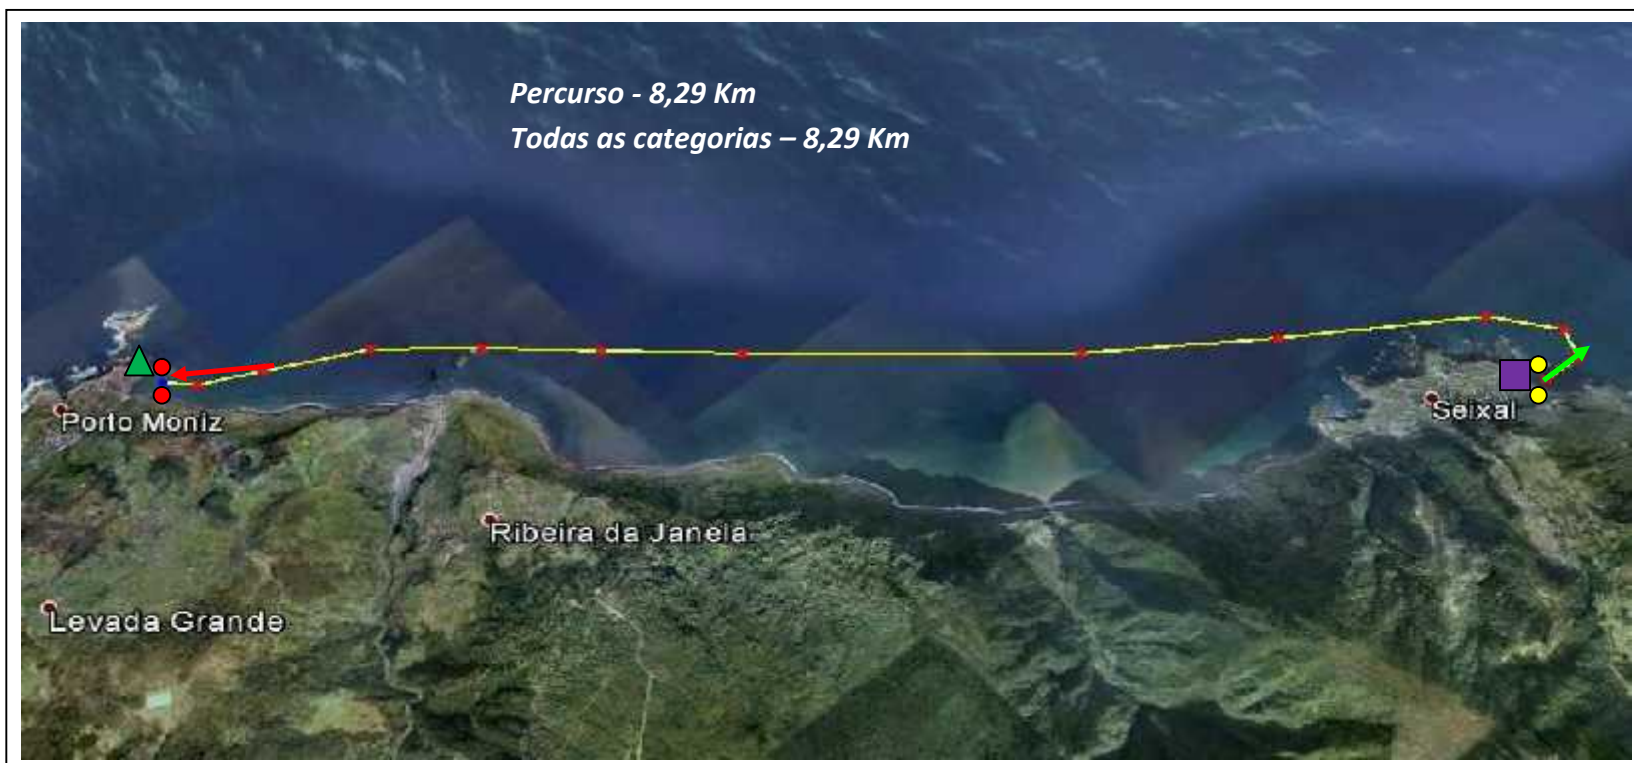 Percurso - 8,29 Km
Todas as categorias – 8,29 Km
Porto Moniz
Seixal
Ribeira da Janela
Levada Grande